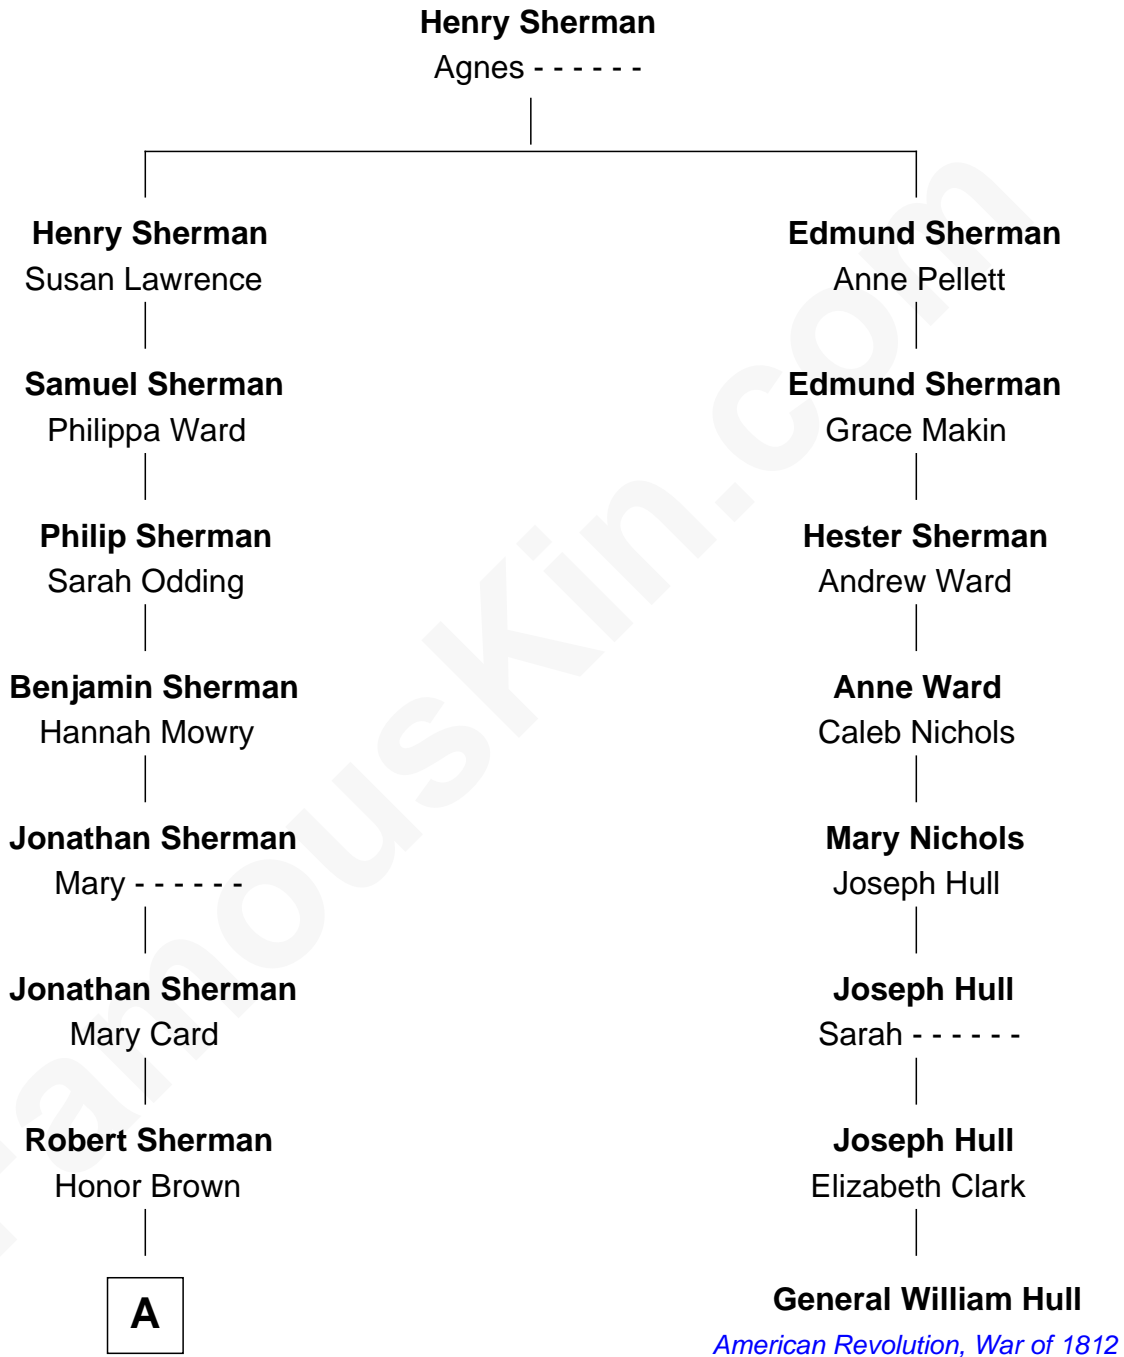 Henry Sherman
Agnes - - - - - -
Henry Sherman
Susan Lawrence
Edmund Sherman
Anne Pellett
Samuel Sherman
Philippa Ward
Edmund Sherman
Grace Makin
Philip Sherman
Sarah Odding
Hester Sherman
Andrew Ward
Benjamin Sherman
Hannah Mowry
Anne Ward
Caleb Nichols
Jonathan Sherman
Mary - - - - - -
Mary Nichols
Joseph Hull
Jonathan Sherman
Mary Card
Joseph Hull
Sarah - - - - - -
Robert Sherman
Honor Brown
Joseph Hull
Elizabeth Clark
A
General William Hull
American Revolution, War of 1812
FamousKin.com